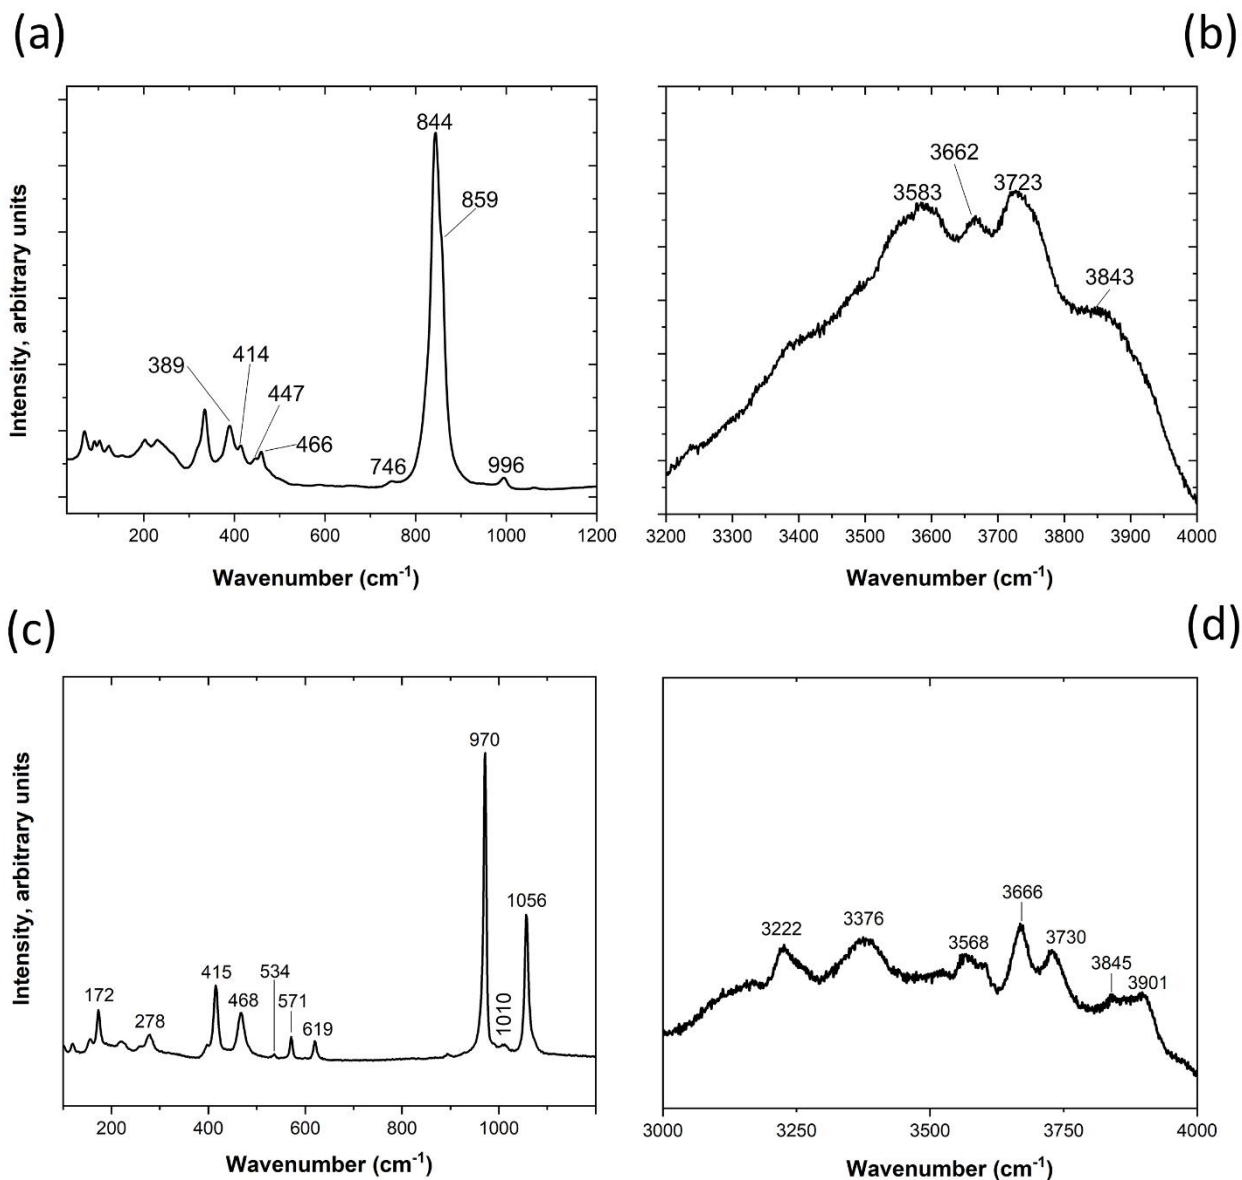 (a)
(b)
844
859
389
414
447
466
746
996
200 400 600 800 1000 1200
Wavenumber (cm-1)
Intensity, arbitrary units
3583
3662
3723
3843
3200 3300 3400 3500 3600 3700 3800 3900 4000
Wavenumber (cm-1)
(c)
(d)
970
1056
1010
172
278
415
468
534
571
619
200 400 600 800 1000
Wavenumber (cm-1)
Intensity, arbitrary units
3222
3376
3568
3666
3730
3845
3901
3000 3250 3500 3750 4000
Wavenumber (cm-1)